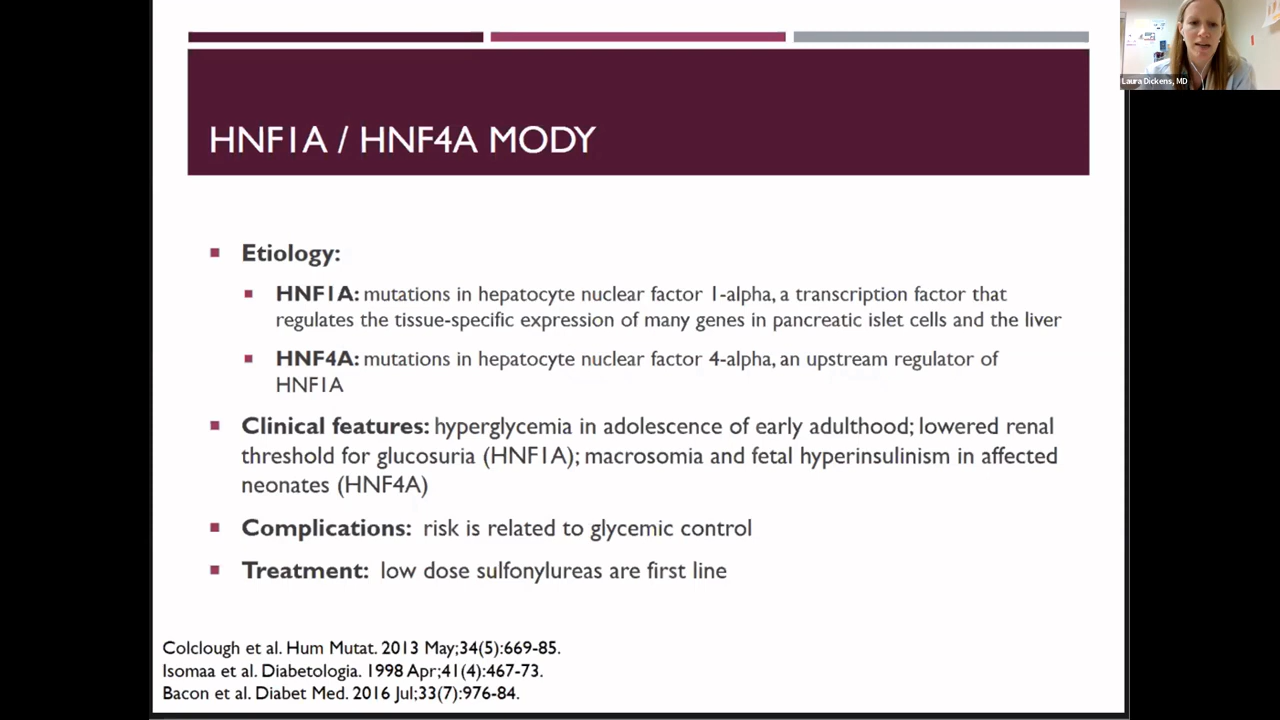 Laura Dickens, MD
HNF1A / HNF4A MODY
Etiology:
HNF1A: mutations in hepatocyte nuclear factor 1-alpha, a transcription factor that
regulates the tissue-specific expression of many genes in pancreatic islet cells and the liver
HNF4A: mutations in hepatocyte nuclear factor 4-alpha, an upstream regulator of
HNF1A
Clinical features: hyperglycemia in adolescence of early adulthood; lowered renal
threshold for glucosuria (HNF1A); macrosomia and fetal hyperinsulinism in affected
neonates (HNF4A)
Complications: risk is related to glycemic control
Treatment: low dose sulfonylureas are first line
Colclough et al. Hum Mutat. 2013 May;34(5):669-85.
Isomaa et al. Diabetologia. 1998 Apr;41(4):467-73.
Bacon et al. Diabet Med. 2016 Jul;33(7):976-84.